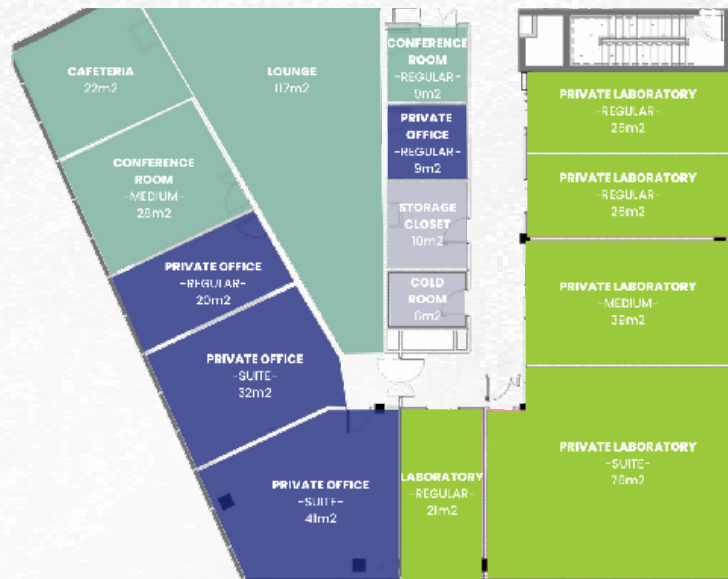 CAFETERIA
22m2
LOUNGE
117m2
CONFERENCE
ROOM
-REGULAR-
9m2
PRIVATE
OFFICE
-REGULAR-
9m2
STORAGE
CLOSET
10m2
COLD
ROOM
6m2
CONFERENCE
ROOM
-MEDIUM-
28m2
PRIVATE OFFICE
-REGULAR-
20m2
PRIVATE OFFICE
-SUITE-
32m2
PRIVATE OFFICE
-SUITE-
41m2
LABORATORY
-REGULAR-
21m2
PRIVATE LABORATORY
-REGULAR-
25m2
PRIVATE LABORATORY
-REGULAR-
25m2
PRIVATE LABORATORY
-MEDIUM-
39m2
PRIVATE LABORATORY
-SUITE-
76m2